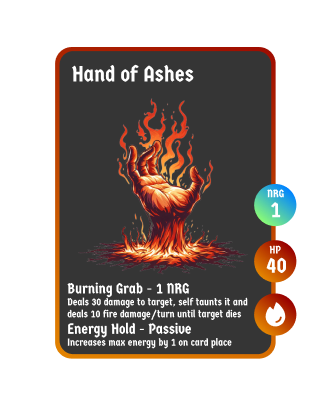 Hand of Ashes
NRG
1
HP
40
Burning Grab - 1 NRG
Deals 30 damage to target, self taunts it and
deals 10 fire damage/turn until target dies
Energy Hold - Passive
Increases max energy by 1 on card place